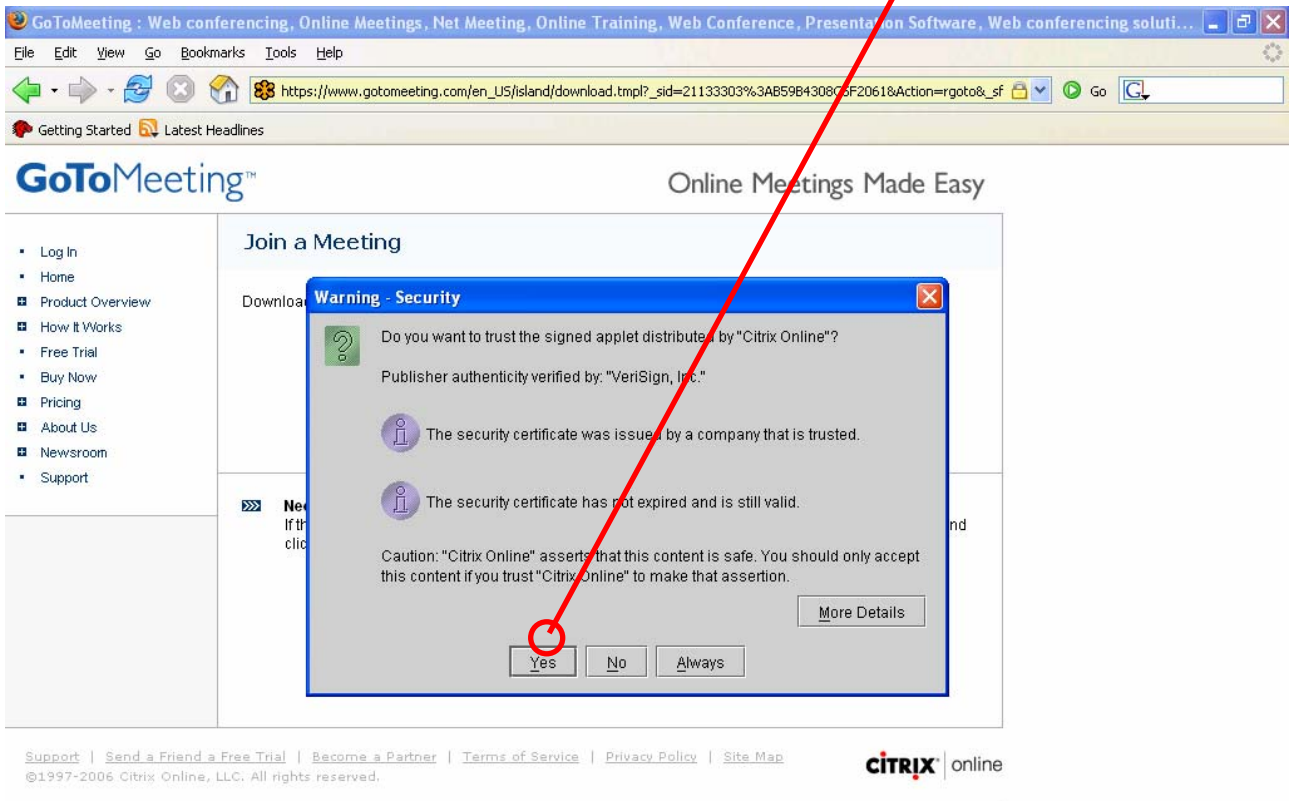 GoToMeeting : Web conferencing, Online Meetings, Net Meeting, Online Training, Web Conference, Presentation Software, Web conferencing soluti...
File Edit View Go Bookmarks Tools Help
https://www.gotomeeting.com/en_US/island/download.tmpl?_sid=21133303%3AB59B4308C5F2061&Action=rgoto&_sf Go G
Getting Started Latest Headlines
GoToMeeting™
Online Meetings Made Easy
Log In
Home
Product Overview
How It Works
Free Trial
Buy Now
Pricing
About Us
Newsroom
Support
Join a Meeting
Warning - Security
Do you want to trust the signed applet distributed by "Citrix Online"?
Publisher authenticity verified by: "VeriSign, Inc."
The security certificate was issued by a company that is trusted.
The security certificate has not expired and is still valid.
Caution: "Citrix Online" asserts that this content is safe. You should only accept
this content if you trust "Citrix Online" to make that assertion.
More Details
Yes No Always
Support | Send a Friend a Free Trial | Become a Partner | Terms of Service | Privacy Policy | Site Map
©1997-2006 Citrix Online, LLC. All rights reserved.
CITRIX online